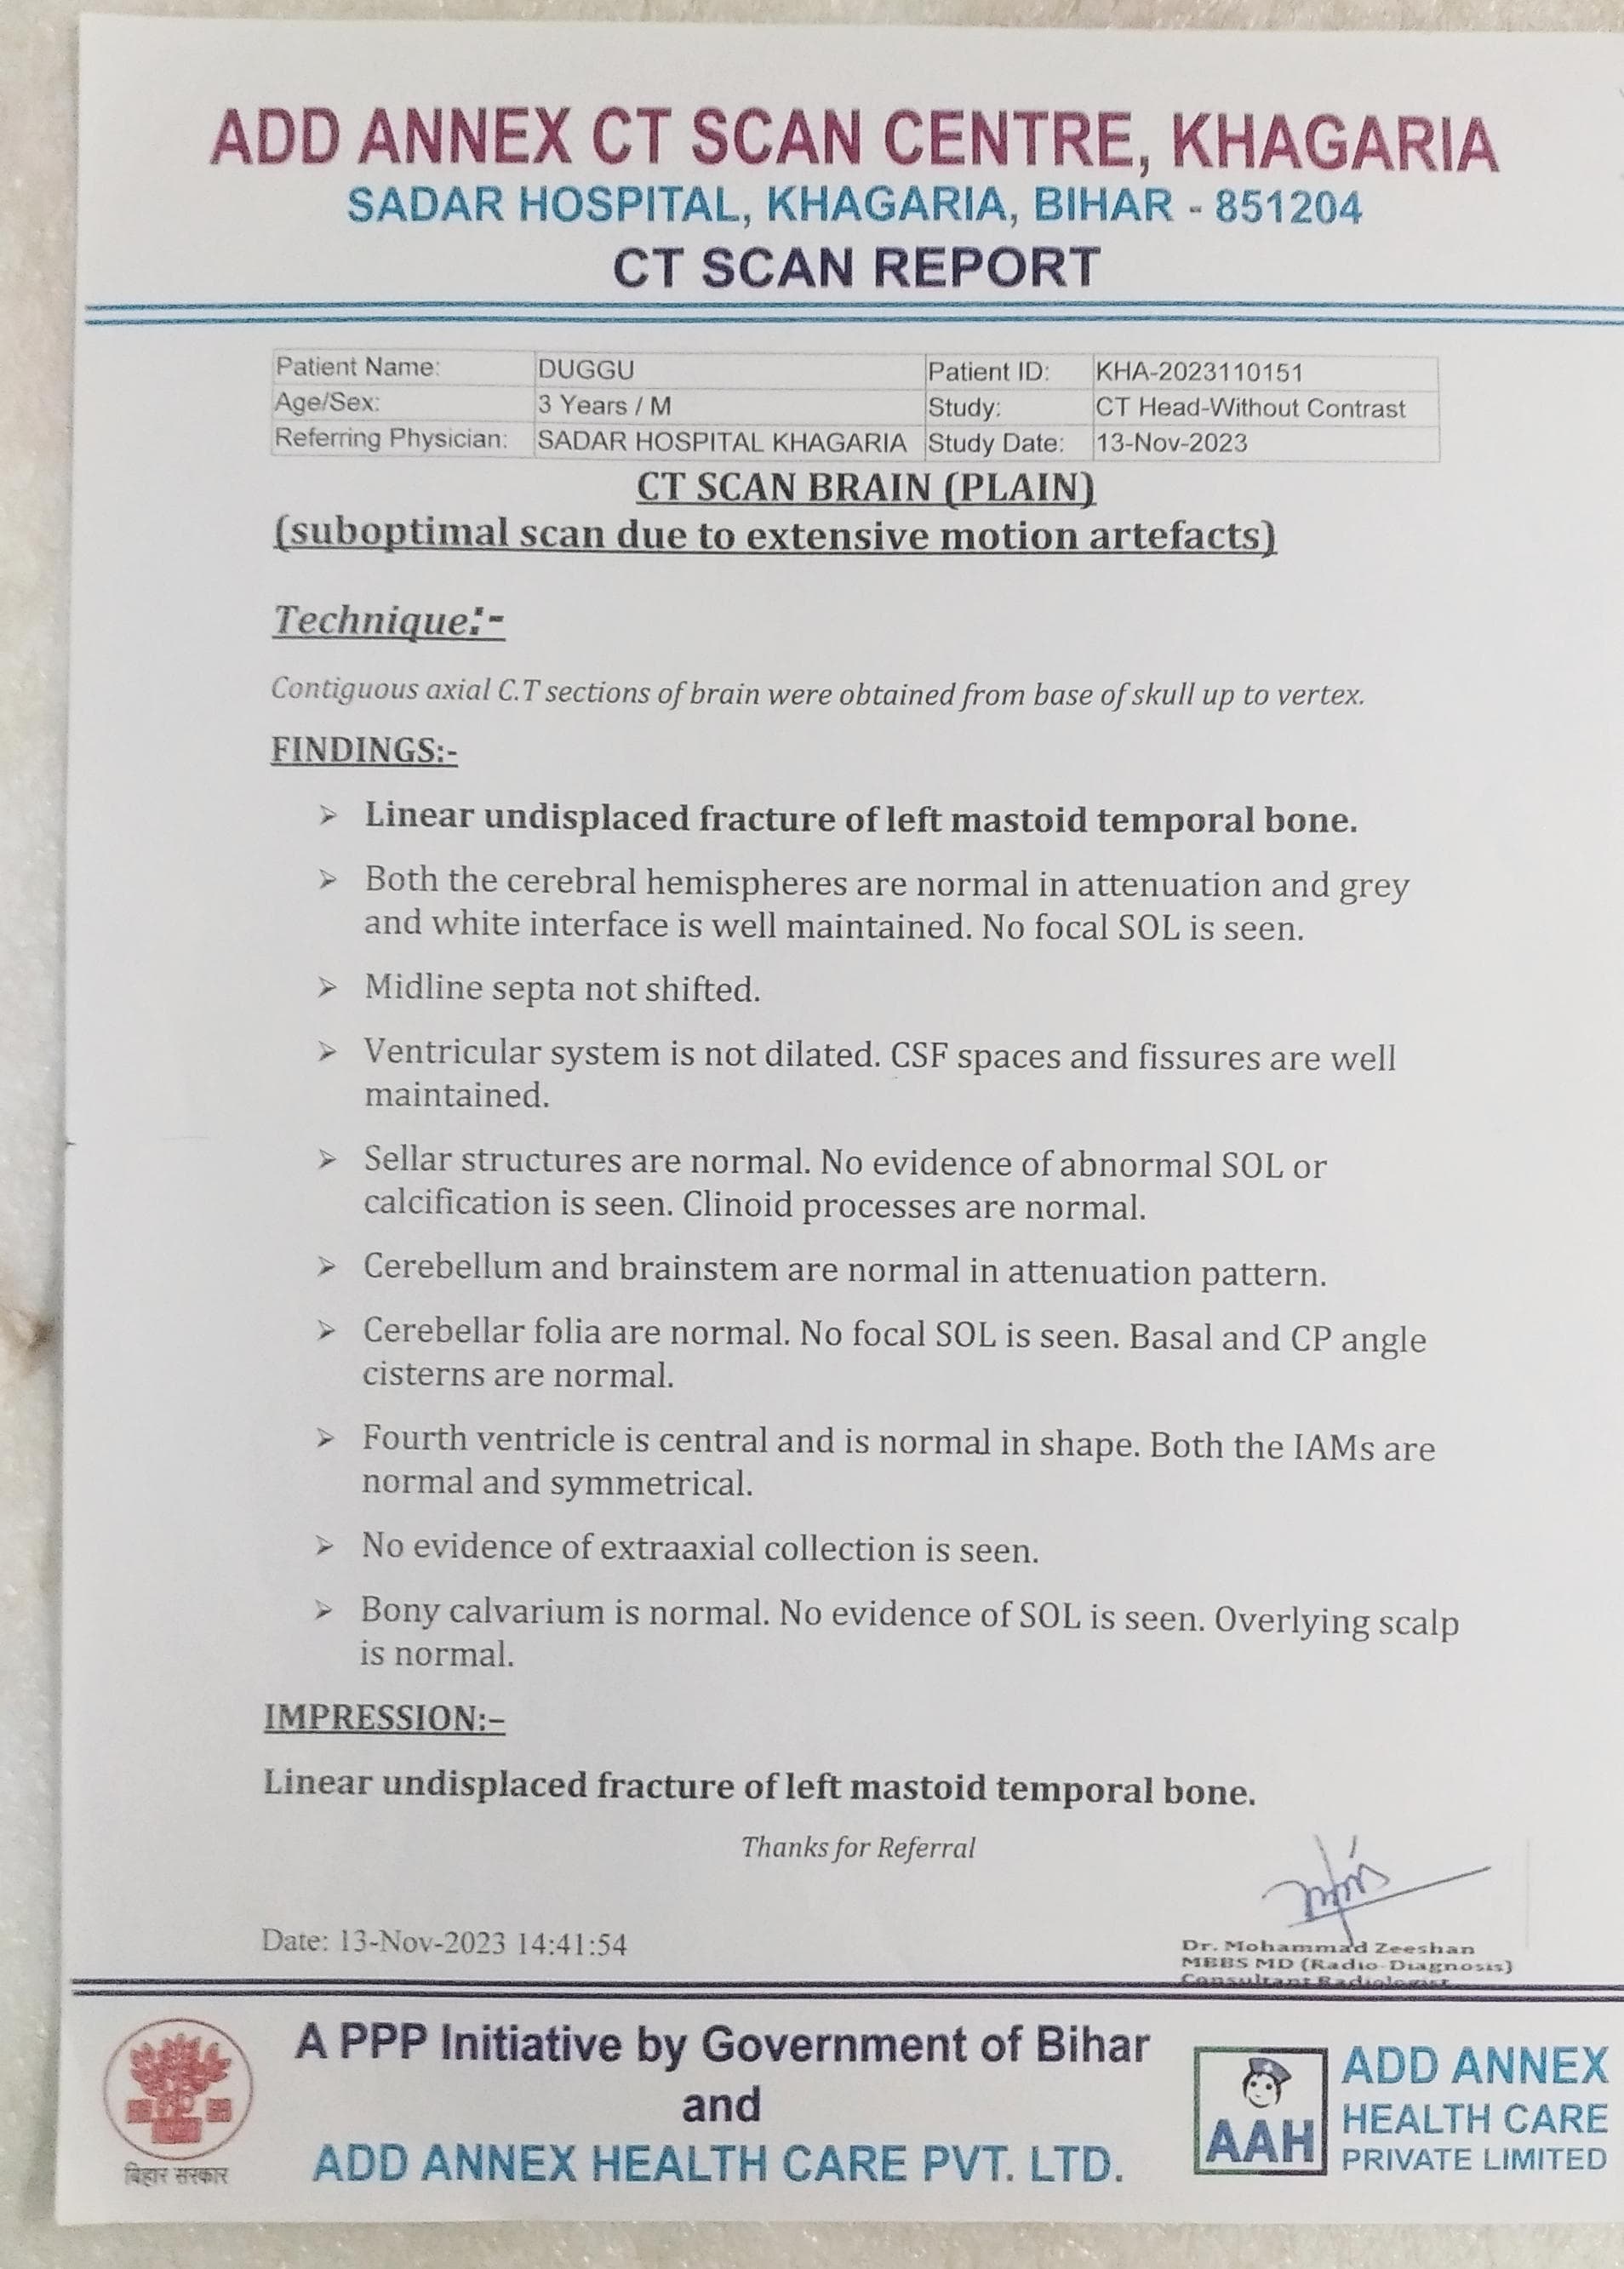 ADD ANNEX CT SCAN CENTRE, KHAGARIA
SADAR HOSPITAL, KHAGARIA, BIHAR - 851204
CT SCAN REPORT
Patient Name: DUGGU Patient ID: KHA-2023110151
Age/Sex: 3 Years / M Study: CT Head-Without Contrast
Referring Physician: SADAR HOSPITAL KHAGARIA Study Date: 13-Nov-2023
CT SCAN BRAIN (PLAIN)
(suboptimal scan due to extensive motion artefacts)
Technique:-
Contiguous axial C.T sections of brain were obtained from base of skull up to vertex.
FINDINGS:-
➢ Linear undisplaced fracture of left mastoid temporal bone.
➢ Both the cerebral hemispheres are normal in attenuation and grey
and white interface is well maintained. No focal SOL is seen.
➢ Midline septa not shifted.
➢ Ventricular system is not dilated. CSF spaces and fissures are well
maintained.
➢ Sellar structures are normal. No evidence of abnormal SOL or
calcification is seen. Clinoid processes are normal.
➢ Cerebellum and brainstem are normal in attenuation pattern.
➢ Cerebellar folia are normal. No focal SOL is seen. Basal and CP angle
cisterns are normal.
➢ Fourth ventricle is central and is normal in shape. Both the IAMs are
normal and symmetrical.
➢ No evidence of extraaxial collection is seen.
➢ Bony calvarium is normal. No evidence of SOL is seen. Overlying scalp
is normal.
IMPRESSION:-
Linear undisplaced fracture of left mastoid temporal bone.
Thanks for Referral
Date: 13-Nov-2023 14:41:54
Dr. Mohammad Zeeshan
MBBS MD (Radio-Diagnosis)
Consultant Radiologist
A PPP Initiative by Government of Bihar
and
ADD ANNEX HEALTH CARE PVT. LTD.
बिहार सरकार
AAH
ADD ANNEX
HEALTH CARE
PRIVATE LIMITED